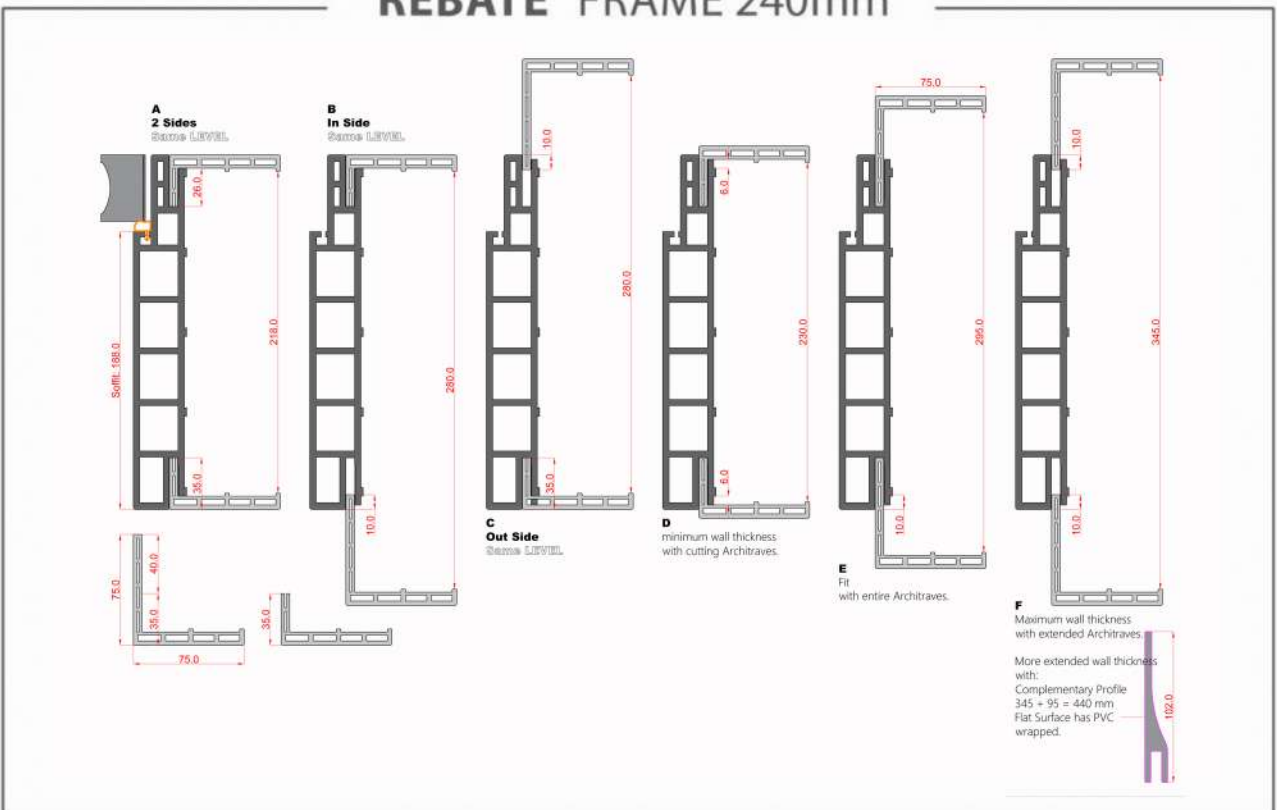 REBATE FRAME 240mm
A
2 Sides
Same LEVEL
B
In Side
Same LEVEL
75.0
10.0
10.0
26.0
6.0
218.0
280.0
280.0
230.0
295.0
345.0
Soffit: 188.0
35.0
10.0
35.0
6.0
10.0
10.0
C
Out Side
Same LEVEL
D
minimum wall thickness
with cutting Architraves.
E
Fit
with entire Architraves.
F
Maximum wall thickness
with extended Architraves.
More extended wall thickness
with:
Complementary Profile
345 + 95 = 440 mm
Flat Surface has PVC
wrapped.
102.0
75.0
40.0
35.0
75.0
35.0